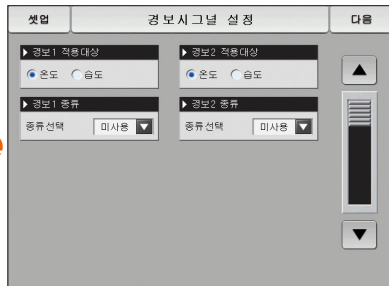 셋업 경보시그널 설정 다음
▶ 경보1 적용대상 ▶ 경보2 적용대상
온도 습도 온도 습도
▶ 경보1 종류 ▶ 경보2 종류
종류선택 미사용 종류선택 미사용
e